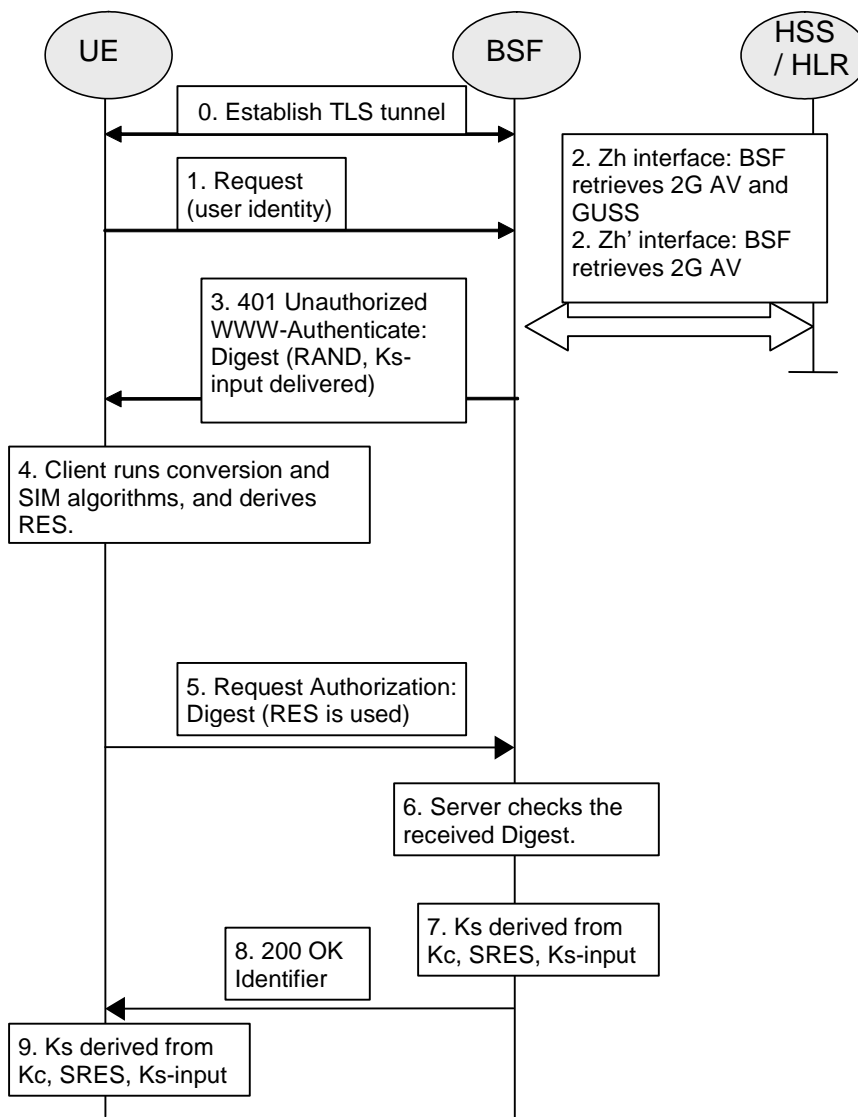 UE
BSF
HSS
/ HLR
0. Establish TLS tunnel
1. Request
(user identity)
2. Zh interface: BSF
retrieves 2G AV and
GUSS
2. Zh’ interface: BSF
retrieves 2G AV
3. 401 Unauthorized
WWW-Authenticate:
Digest (RAND, Ks-
input delivered)
4. Client runs conversion and
SIM algorithms, and derives
RES.
5. Request Authorization:
Digest (RES is used)
6. Server checks the
received Digest.
7. Ks derived from
Kc, SRES, Ks-input
8. 200 OK
Identifier
9. Ks derived from
Kc, SRES, Ks-input